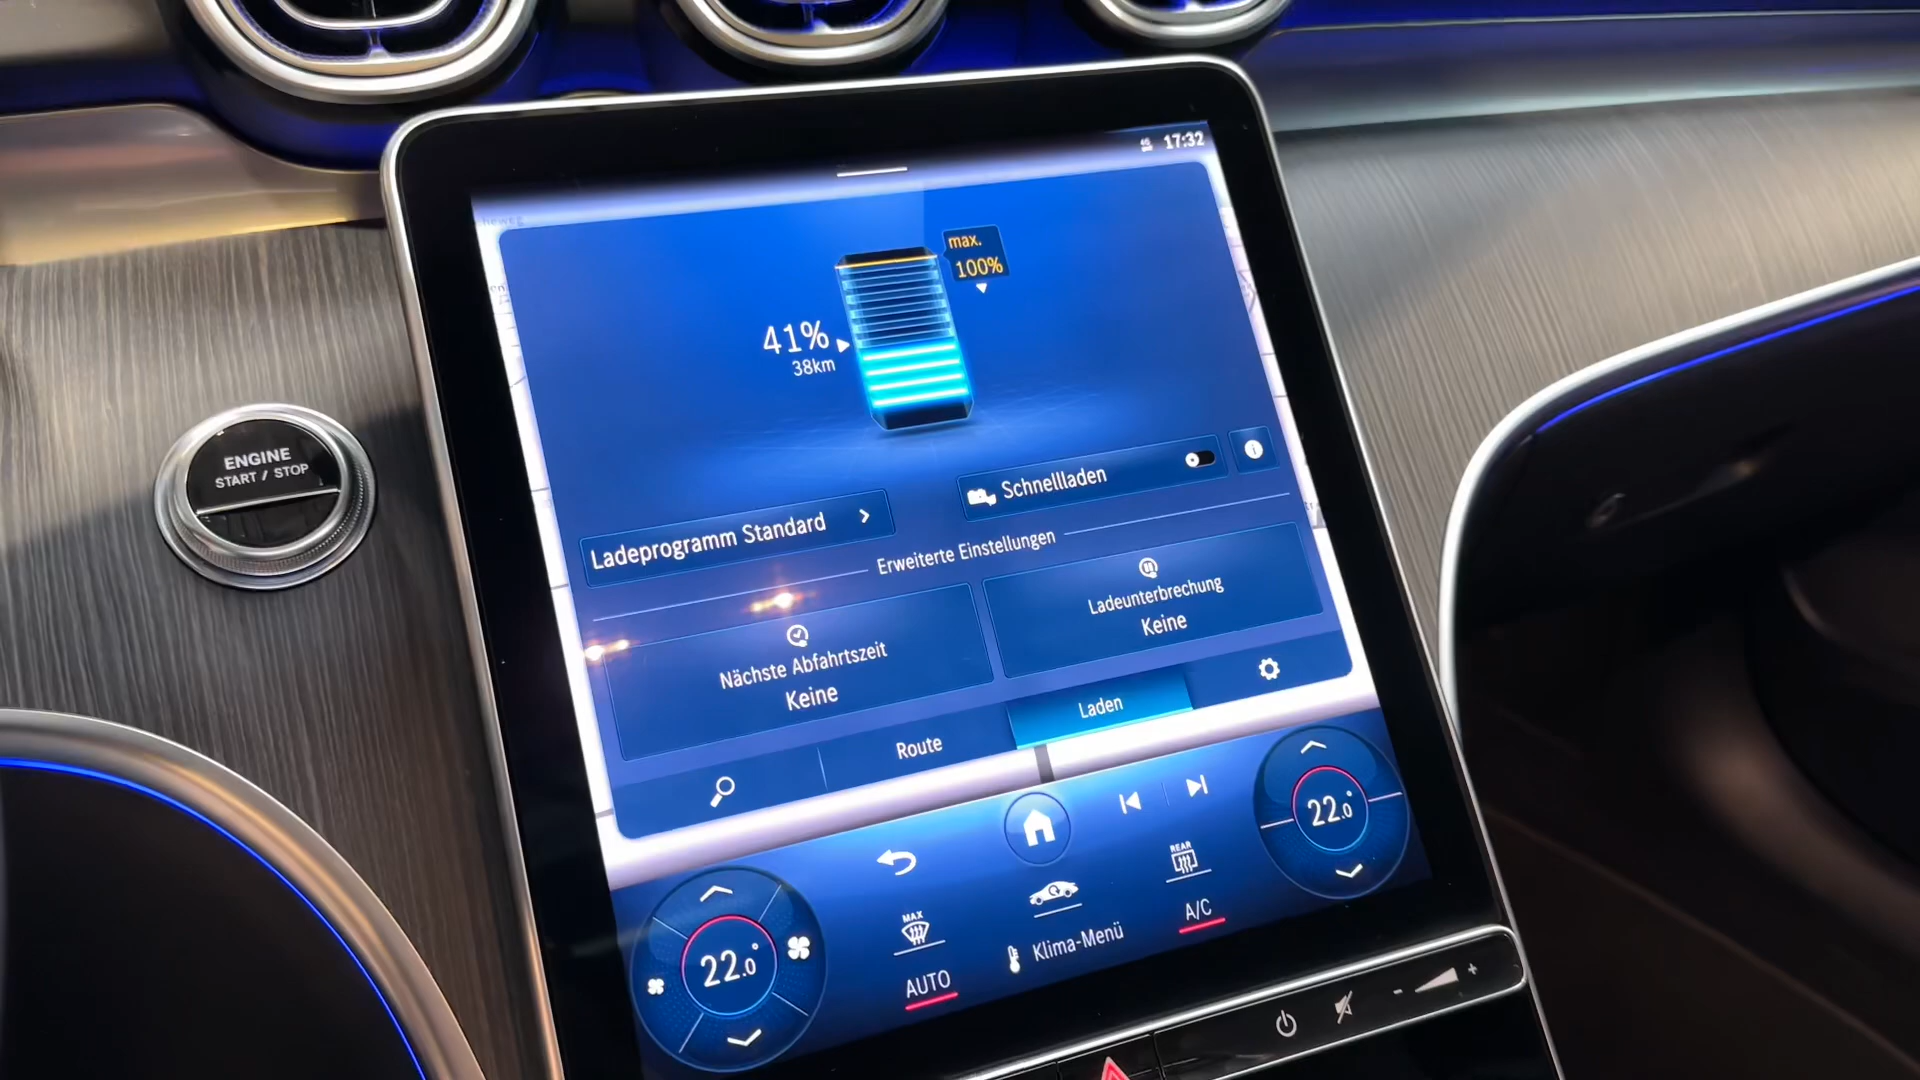 17:32
max.
100%
41%
38km
ENGINE
START / STOP
Schnellladen
Ladeprogramm Standard
Erweiterte Einstellungen
Ladeunterbrechung
Keine
Nächste Abfahrtszeit
Keine
Laden
Route
22.0°
REAR
MAX
A/C
22.0°
Klima-Menü
AUTO